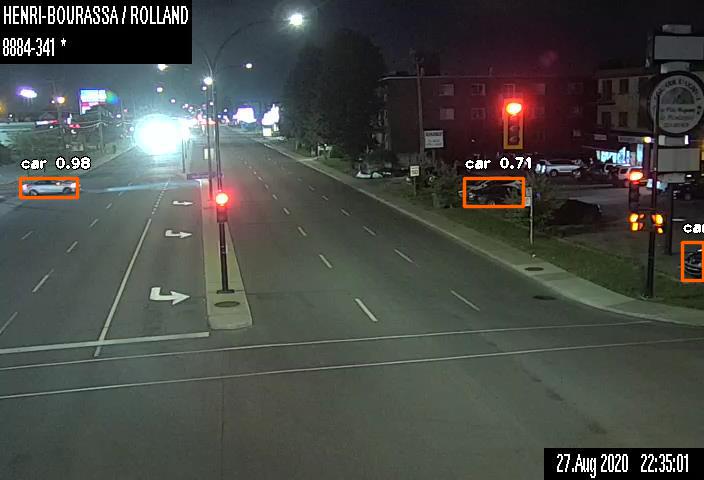 HENRI-BOURASSA / ROLLAND
8884-341 *
car 0.98
car 0.71
car
27.Aug 2020 22:35:01